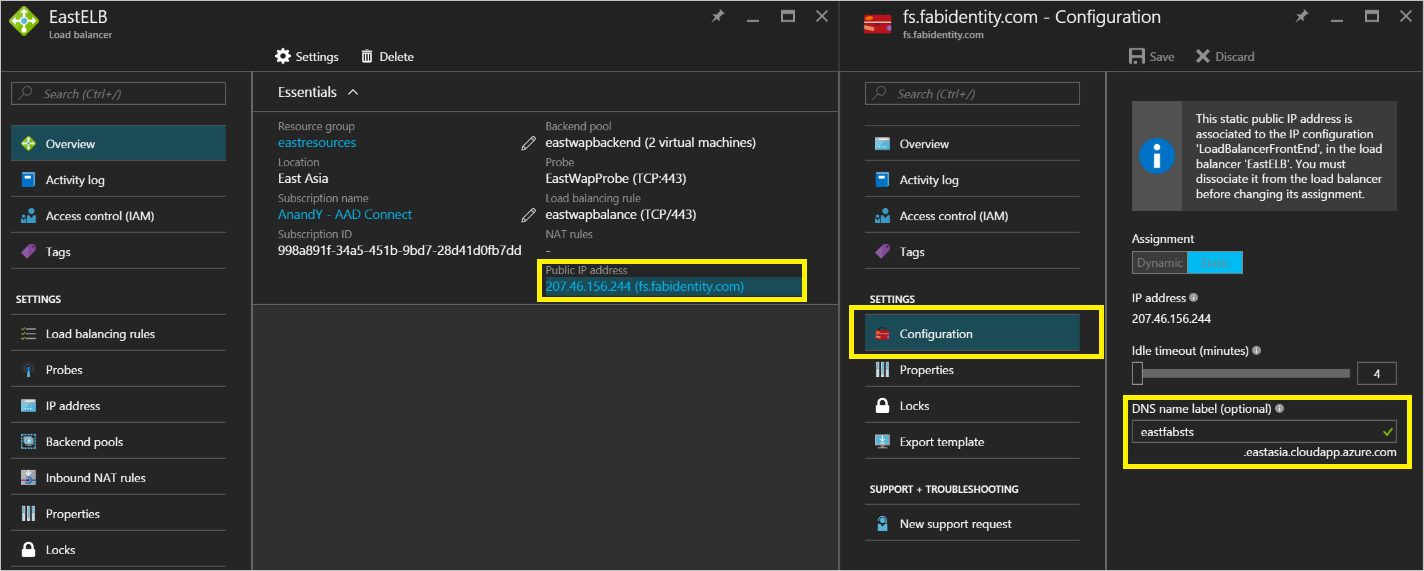 EastELB
Load balancer
Settings
Delete
Search (Ctrl+/)
Overview
Activity log
Access control (IAM)
Tags
SETTINGS
Load balancing rules
Probes
IP address
Backend pools
Inbound NAT rules
Properties
Locks
Essentials
Resource group
eastresources
Location
East Asia
Subscription name
AnandY - AAD Connect
Subscription ID
998a891f-34a5-451b-9bd7-28d41d0fb7dd
Backend pool
eastwapbackend (2 virtual machines)
Probe
EastWapProbe (TCP:443)
Load balancing rule
eastwapbalance (TCP/443)
NAT rules
-
Public IP address
207.46.156.244 (fs.fabidentity.com)
fs.fabidentity.com - Configuration
fs.fabidentity.com
Save
Discard
Search (Ctrl+/)
Overview
Activity log
Access control (IAM)
Tags
SETTINGS
Configuration
Properties
Locks
Export template
SUPPORT + TROUBLESHOOTING
New support request
This static public IP address is
associated to the IP configuration
'LoadBalancerFrontEnd', in the load
balancer 'EastELB'. You must
dissociate it from the load balancer
before changing its assignment.
Assignment
Dynamic
Static
IP address
207.46.156.244
Idle timeout (minutes)
4
DNS name label (optional)
eastfabsts
.eastasia.cloudapp.azure.com